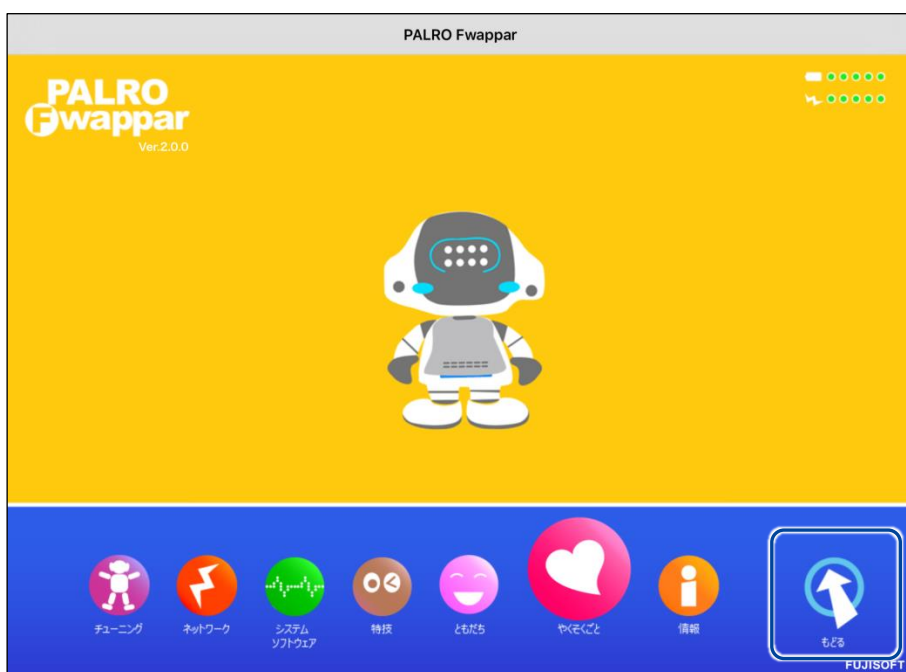 PALRO Fwappar
PALRO
Fwappar
Ver.2.0.0
チューニング
ネットワーク
システム
ソフトウェア
特技
ともだち
やくそくごと
情報
もどる
FUJISOFT